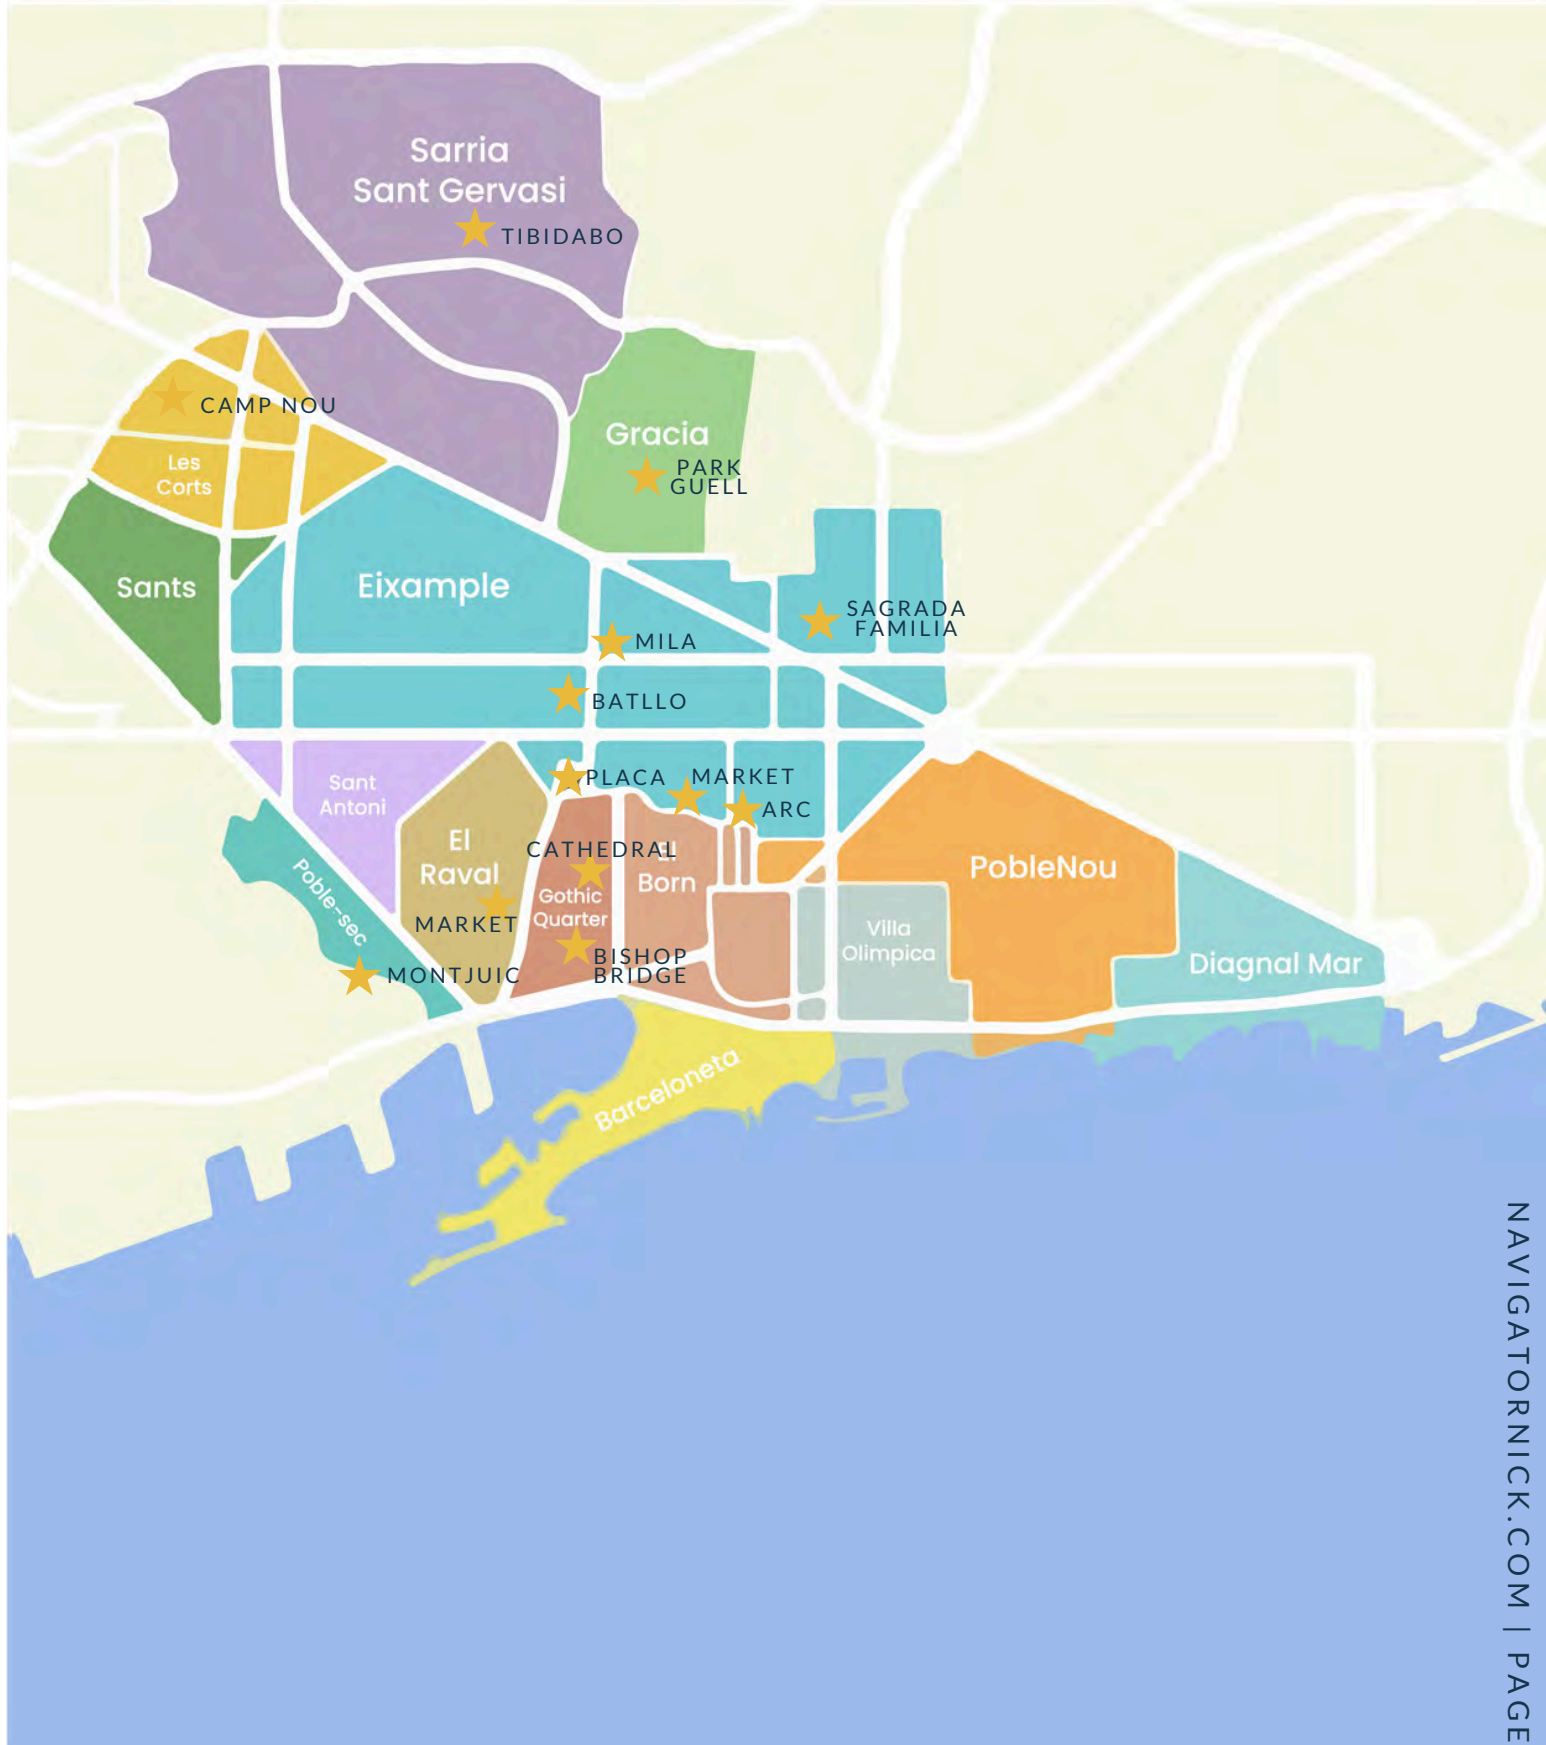 Sarria
Sant Gervasi
TIBIDABO
CAMP NOU
Les
Corts
Gracia
PARK
GUELL
Sants
Eixample
SAGRADA
FAMILIA
MILA
BATLLO
Sant
Antoni
PLACA
MARKET
ARC
El
Raval
MARKET
CATHEDRAL
Gothic
Quarter
BISHOP
BRIDGE
El
Born
PobleNou
Villa
Olimpica
Diagnal Mar
Poble-sec
MONTJUIC
Barceloneta
NAVIGATORNICK.COM | PAGE